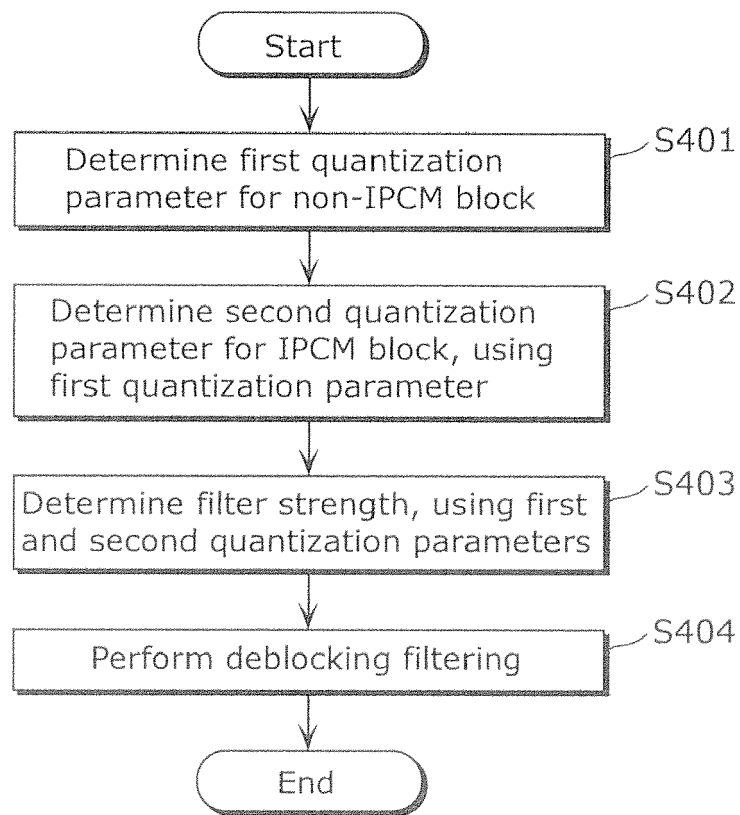 Start
S401
Determine first quantization
parameter for non-IPCM block
S402
Determine second quantization
parameter for IPCM block, using
first quantization parameter
S403
Determine filter strength, using first
and second quantization parameters
S404
Perform deblocking filtering
End